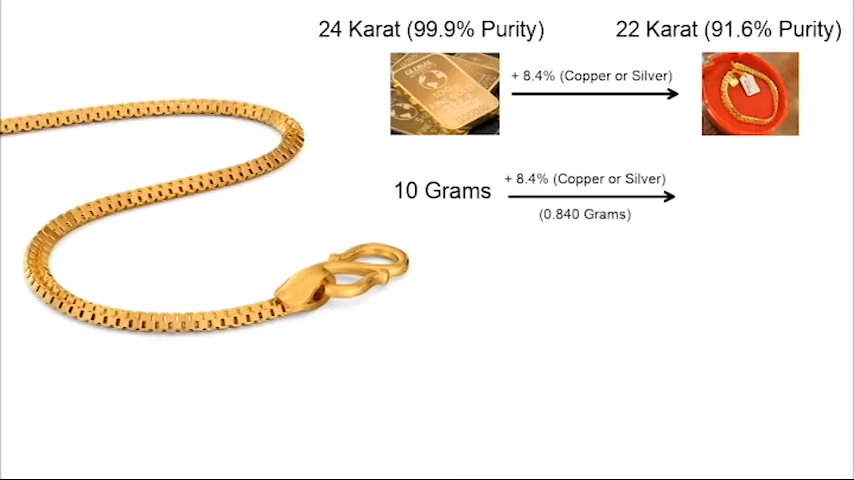 24 Karat (99.9% Purity)
22 Karat (91.6% Purity)
+ 8.4% (Copper or Silver)
GLOBAL
10 Grams
+ 8.4% (Copper or Silver)
(0.840 Grams)